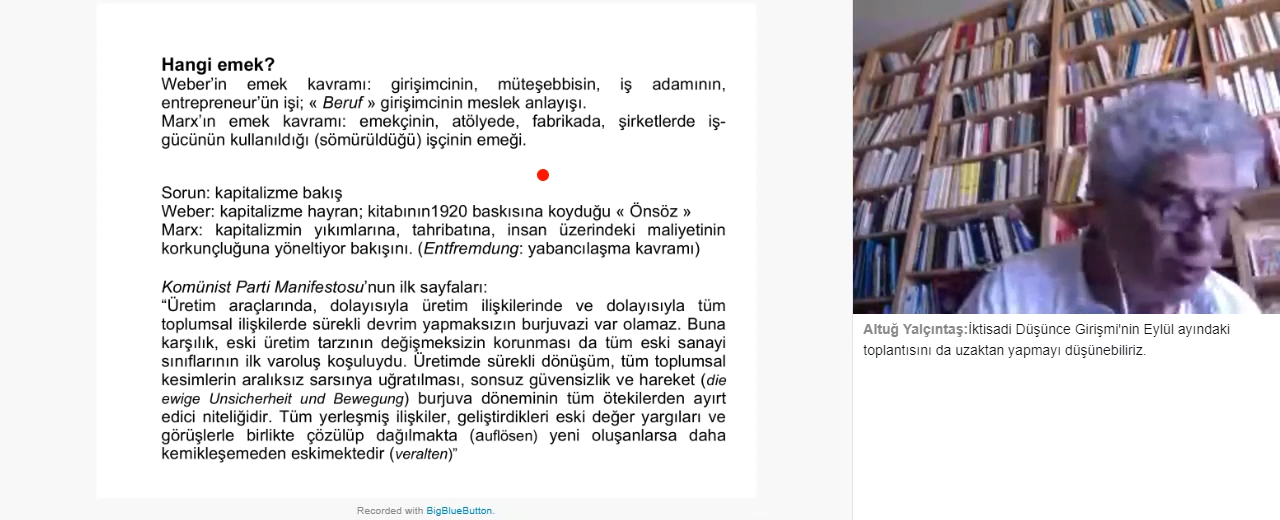 Hangi emek?
Weber'in emek kavramı: girişimcinin, müteşebbisin, iş adamının,
entrepreneur'ün işi; « Beruf » girişimcinin meslek anlayışı.
Marx'ın emek kavramı: emekçinin, atölyede, fabrikada, şirketlerde iş-
gücünün kullanıldığı (sömürüldüğü) işçinin emeği.
Sorun: kapitalizme bakış
Weber: kapitalizme hayran; kitabının1920 baskısına koyduğu « Önsöz »
Marx: kapitalizmin yıkımlarına, tahribatına, insan üzerindeki maliyetinin
korkunçluğuna yöneltiyor bakışını. (Entfremdung: yabancılaşma kavramı)
Komünist Parti Manifestosu'nun ilk sayfaları:
“Üretim araçlarında, dolayısıyla üretim ilişkilerinde ve dolayısıyla tüm
toplumsal ilişkilerde sürekli devrim yapmaksızın burjuvazi var olamaz. Buna
karşılık, eski üretim tarzının değişmeksizin korunması da tüm eski sanayi
sınıflarının ilk varoluş koşuluydu. Üretimde sürekli dönüşüm, tüm toplumsal
kesimlerin aralıksız sarsınya uğratılması, sonsuz güvensizlik ve hareket (die
ewige Unsicherheit und Bewegung) burjuva döneminin tüm ötekilerden ayırt
edici niteliğidir. Tüm yerleşmiş ilişkiler, geliştirdikleri eski değer yargıları ve
görüşlerle birlikte çözülüp dağılmakta (auflösen) yeni oluşanlarsa daha
kemikleşemeden eskimektedir (veralten)”
Recorded with BigBlueButton.
Altuğ Yalçıntaş:İktisadi Düşünce Girişmi'nin Eylül ayındaki
toplantısını da uzaktan yapmayı düşünebiliriz.